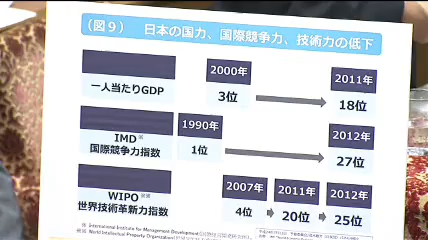 (図9) 日本の国力、国際競争力、技術力の低下
2000年
2011年
一人当たりGDP
3位
18位
1990年
2012年
IMD※
国際競争力指数
1位
27位
2007年
2011年
2012年
WIPO※※
世界技術革新力指数
4位
20位
25位
※ International Institute for Management Development
※※ World Intellectual Property Organization